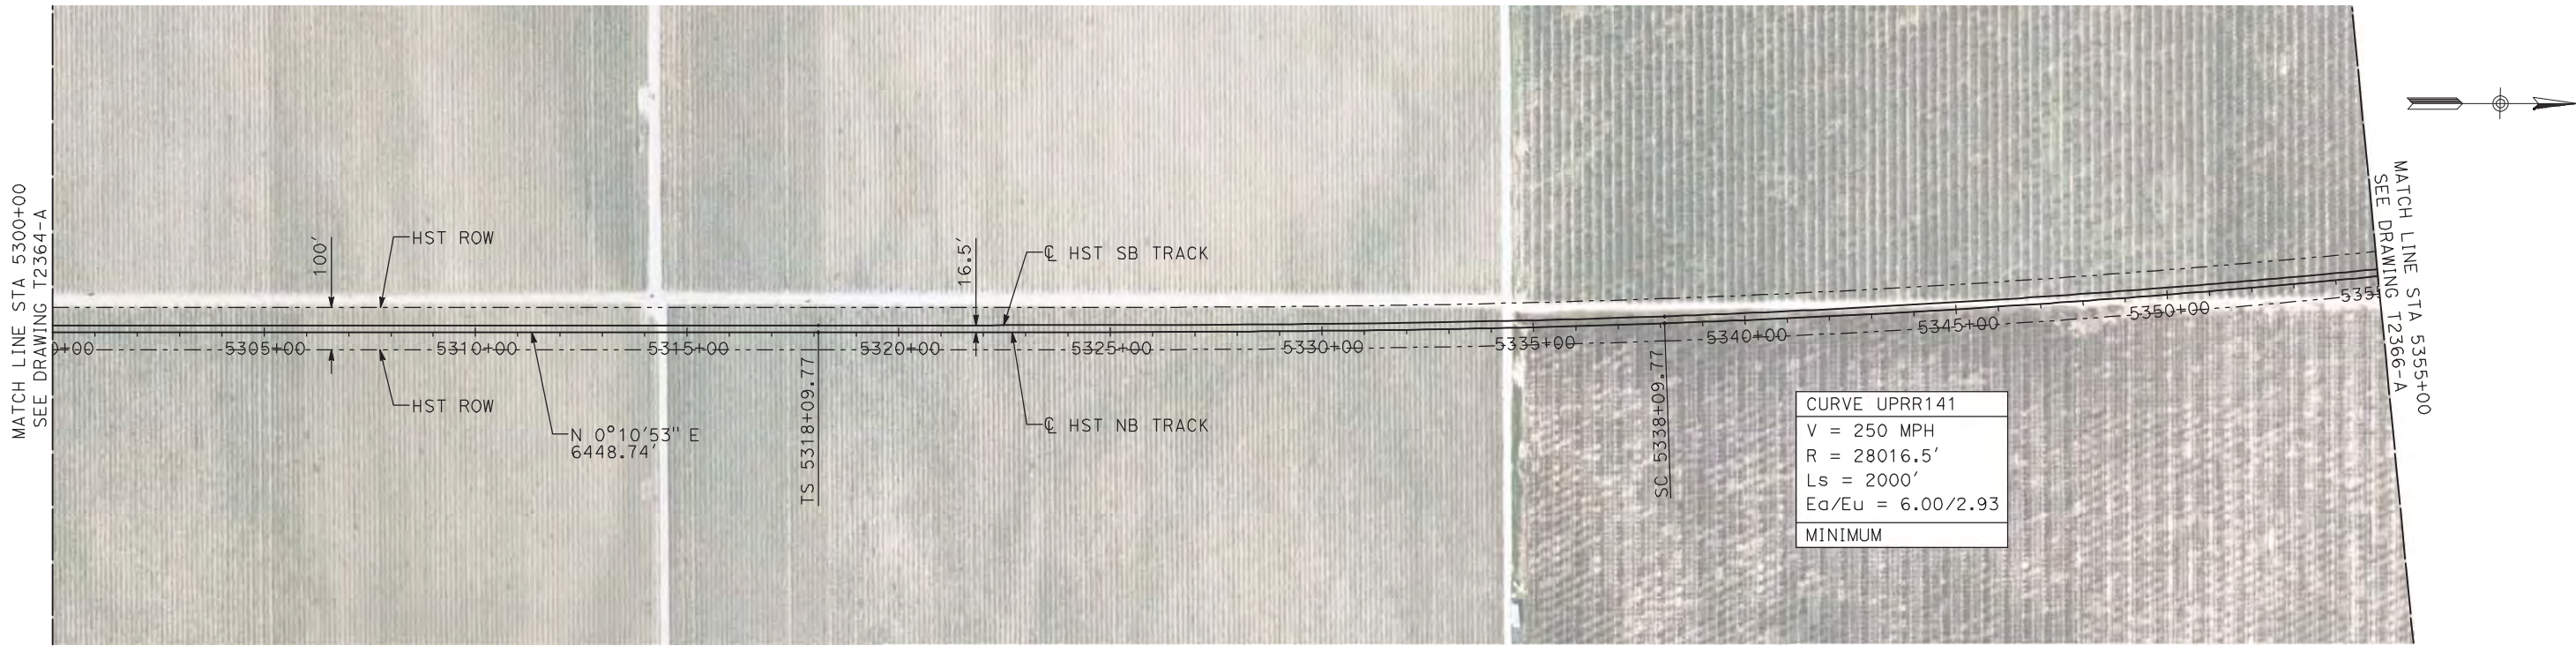 MATCH LINE STA 5300+00
SEE DRAWING T2364-A
100'
HST ROW
16.5'
℄ HST SB TRACK
0+00
5305+00
5310+00
5315+00
5320+00
5325+00
5330+00
5335+00
5340+00
5345+00
5350+00
535
HST ROW
N 0°10'53" E
6448.74'
TS 5318+09.77
℄ HST NB TRACK
SC 5338+09.77
CURVE UPRR141
V = 250 MPH
R = 28016.5'
Ls = 2000'
Ea/Eu = 6.00/2.93
MINIMUM
MATCH LINE STA 5355+00
SEE DRAWING T2366-A